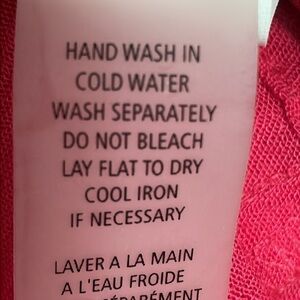 HAND WASH IN
COLD WATER
WASH SEPARATELY
DO NOT BLEACH
LAY FLAT TO DRY
COOL IRON
IF NECESSARY
LAVER A LA MAIN
A L'EAU FROIDE
SÉPARÉMENT